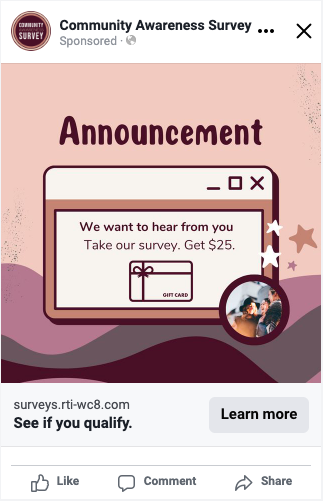 COMMUNITY
SURVEY
Community Awareness Survey
Sponsored ·
Announcement
We want to hear from you
Take our survey. Get $25.
GIFT CARD
surveys.rti-wc8.com
See if you qualify.
Learn more
Like
Comment
Share